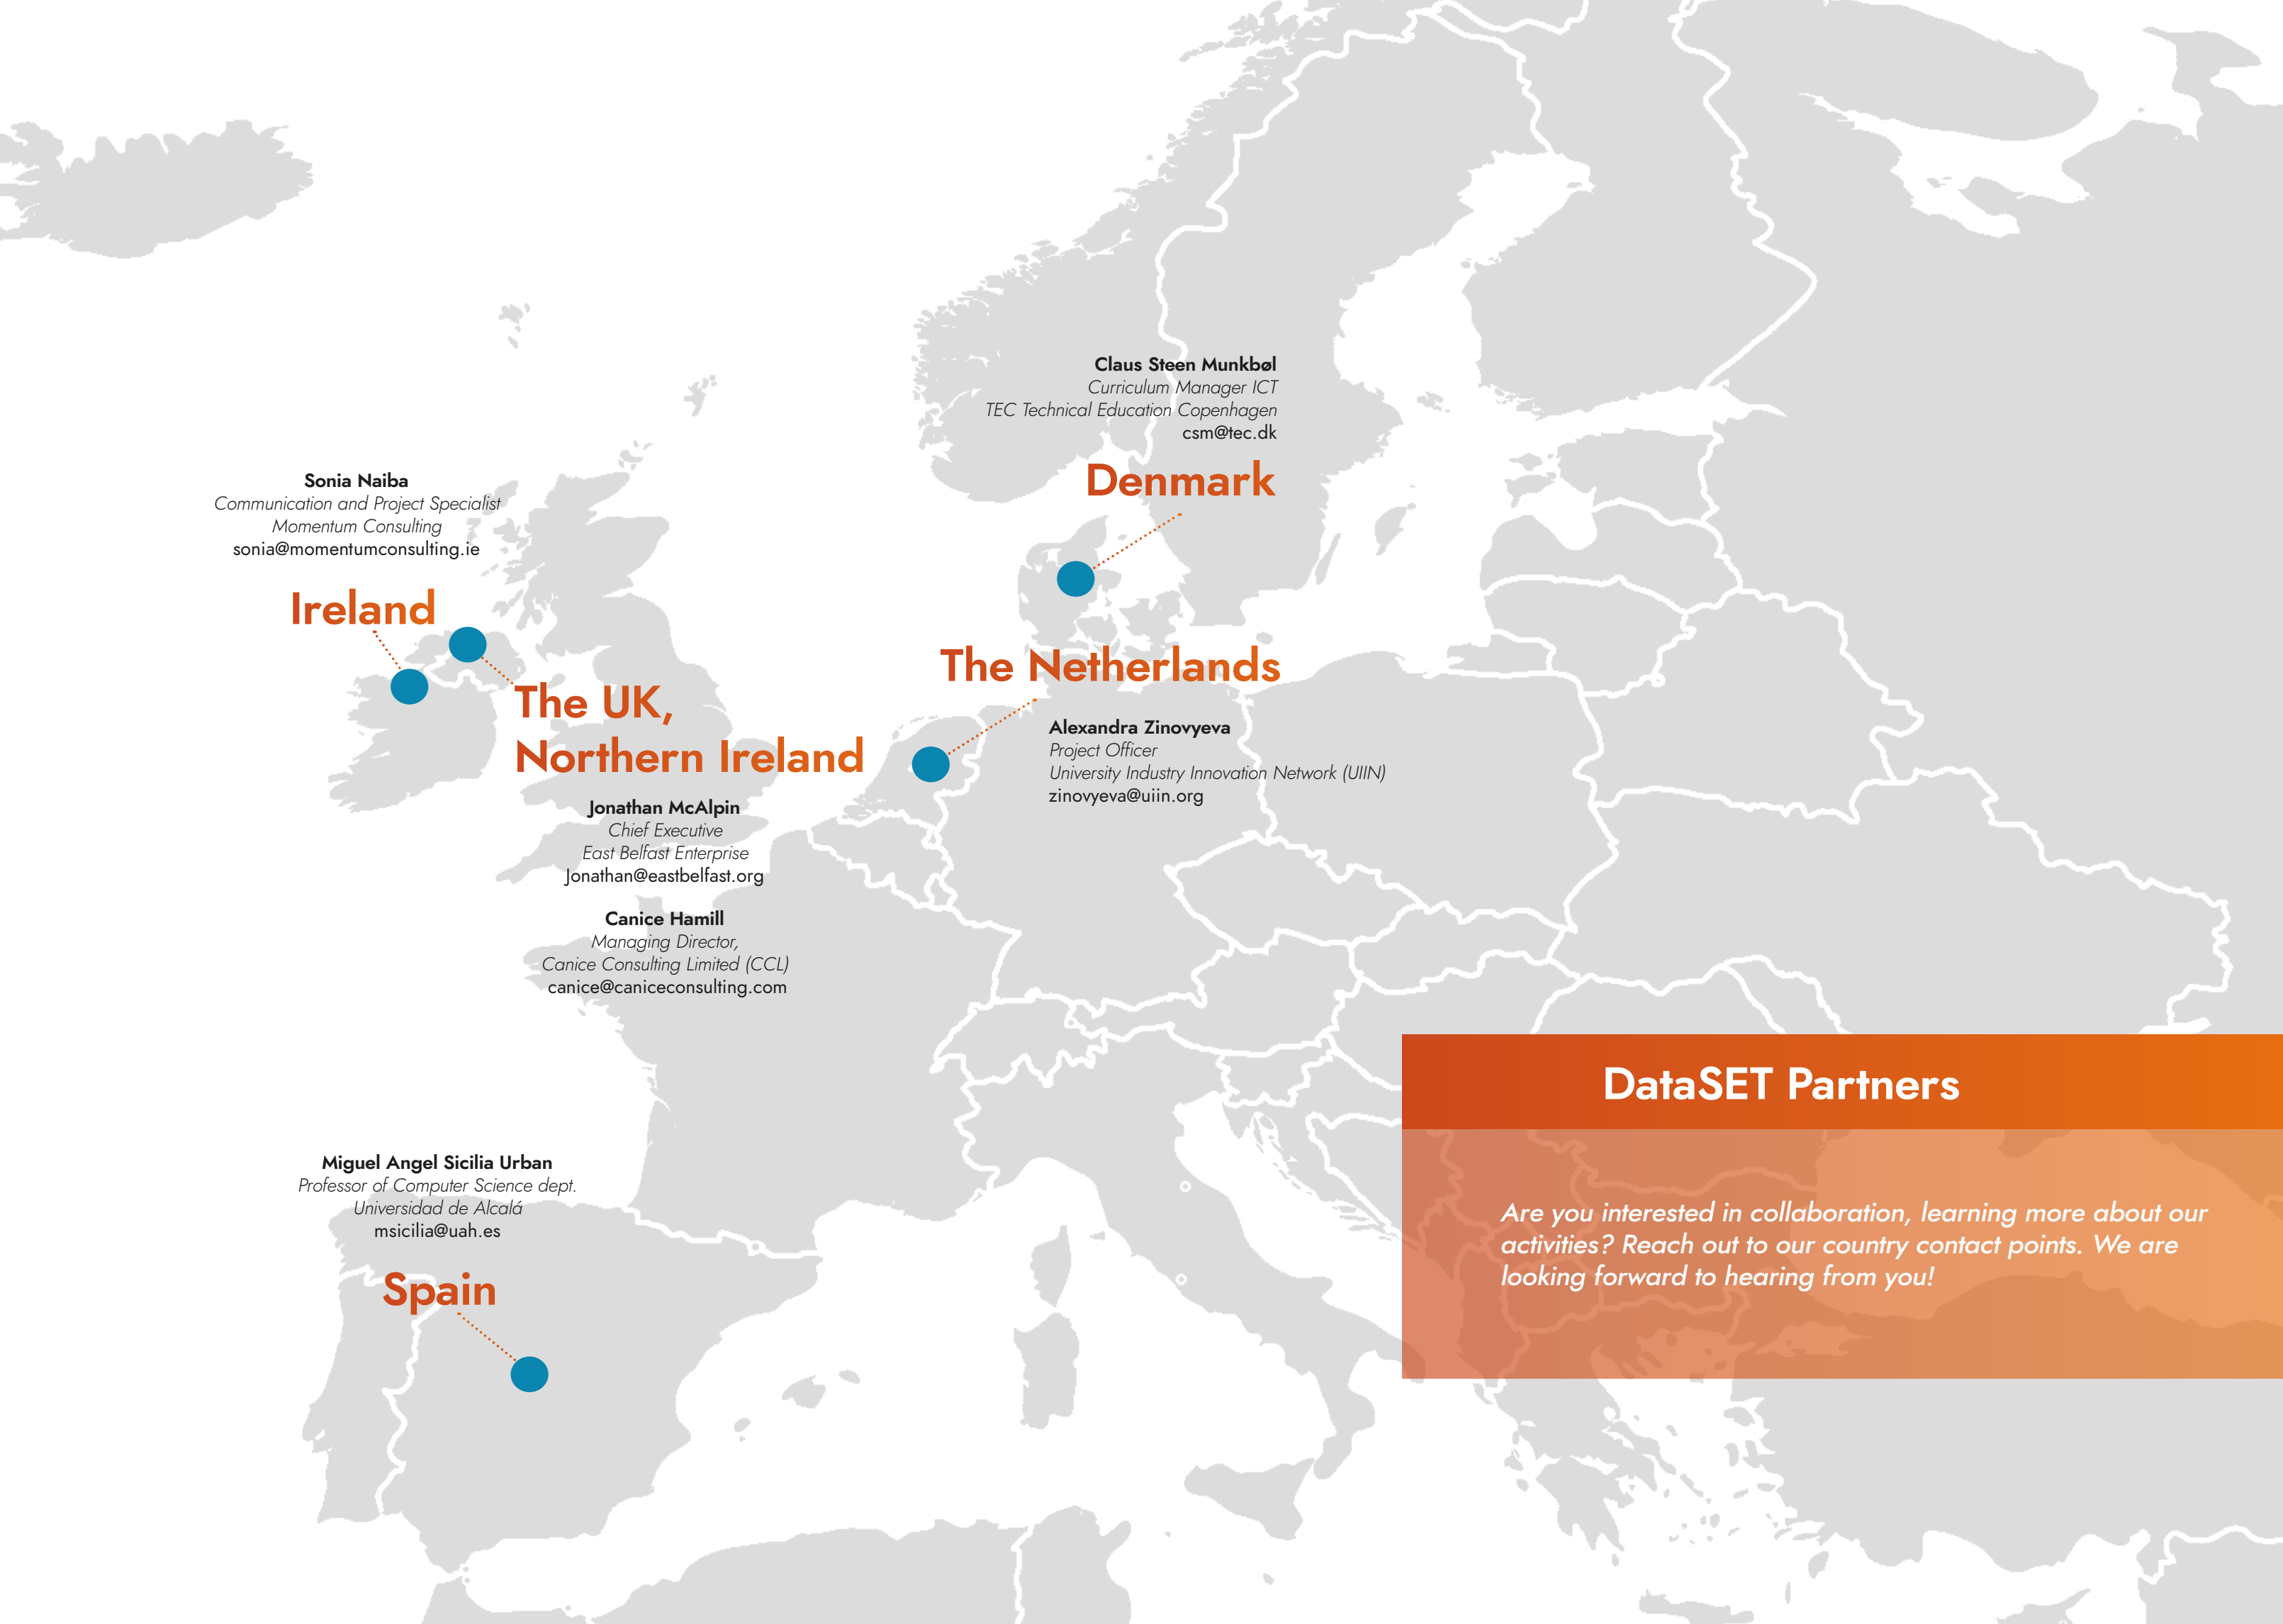 Claus Steen Munkbøl
Curriculum Manager ICT
TEC Technical Education Copenhagen
csm@tec.dk
Denmark
Sonia Naiba
Communication and Project Specialist
Momentum Consulting
sonia@momentumconsulting.ie
Ireland
The UK,
Northern Ireland
Jonathan McAlpin
Chief Executive
East Belfast Enterprise
Jonathan@eastbelfast.org
Canice Hamill
Managing Director,
Canice Consulting Limited (CCL)
canice@caniceconsulting.com
The Netherlands
Alexandra Zinovyeva
Project Officer
University Industry Innovation Network (UIIN)
zinovyeva@uiin.org
Miguel Angel Sicilia Urban
Professor of Computer Science dept.
Universidad de Alcalá
msicilia@uah.es
Spain
DataSET Partners
Are you interested in collaboration, learning more about our
activities? Reach out to our country contact points. We are
looking forward to hearing from you!